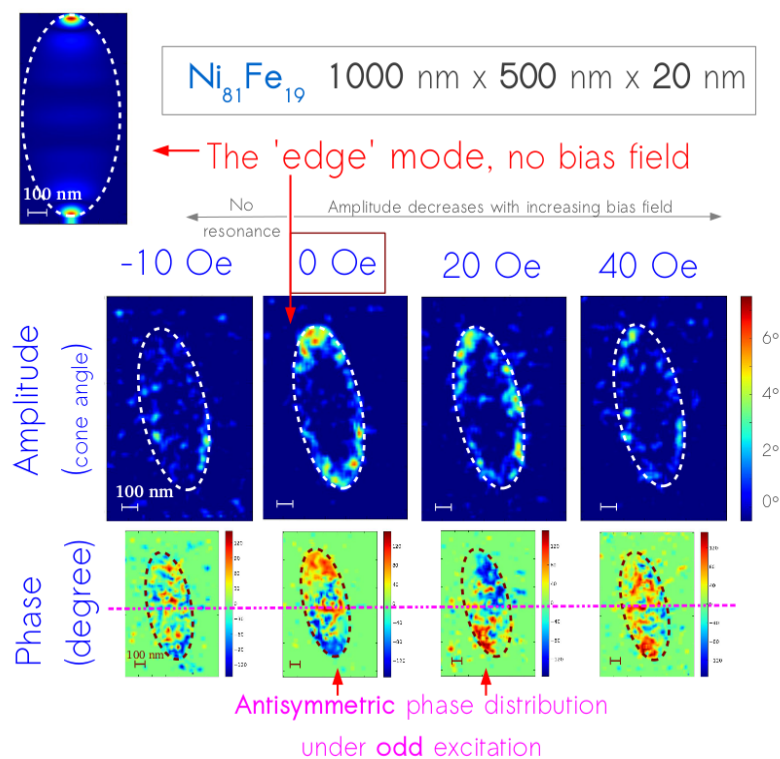 Ni81Fe19 1000 nm x 500 nm x 20 nm
The 'edge' mode, no bias field
100 nm
No resonance
Amplitude decreases with increasing bias field
-10 Oe
0 Oe
20 Oe
40 Oe
Amplitude
(cone angle)
100 nm
6°
4°
2°
0°
Phase
(degree)
100 nm
Antisymmetric phase distribution
under odd excitation